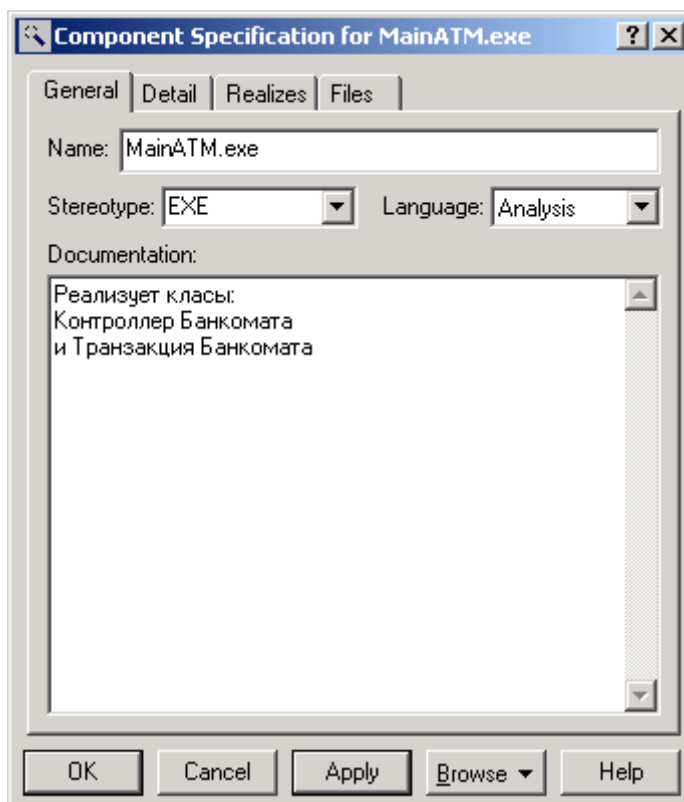 Component Specification for MainATM.exe
General Detail Realizes Files
Name: MainATM.exe
Stereotype: EXE Language: Analysis
Documentation:
Реализует класы:
Контроллер Банкомата
и Транзакция Банкомата
OK Cancel Apply Browse Help